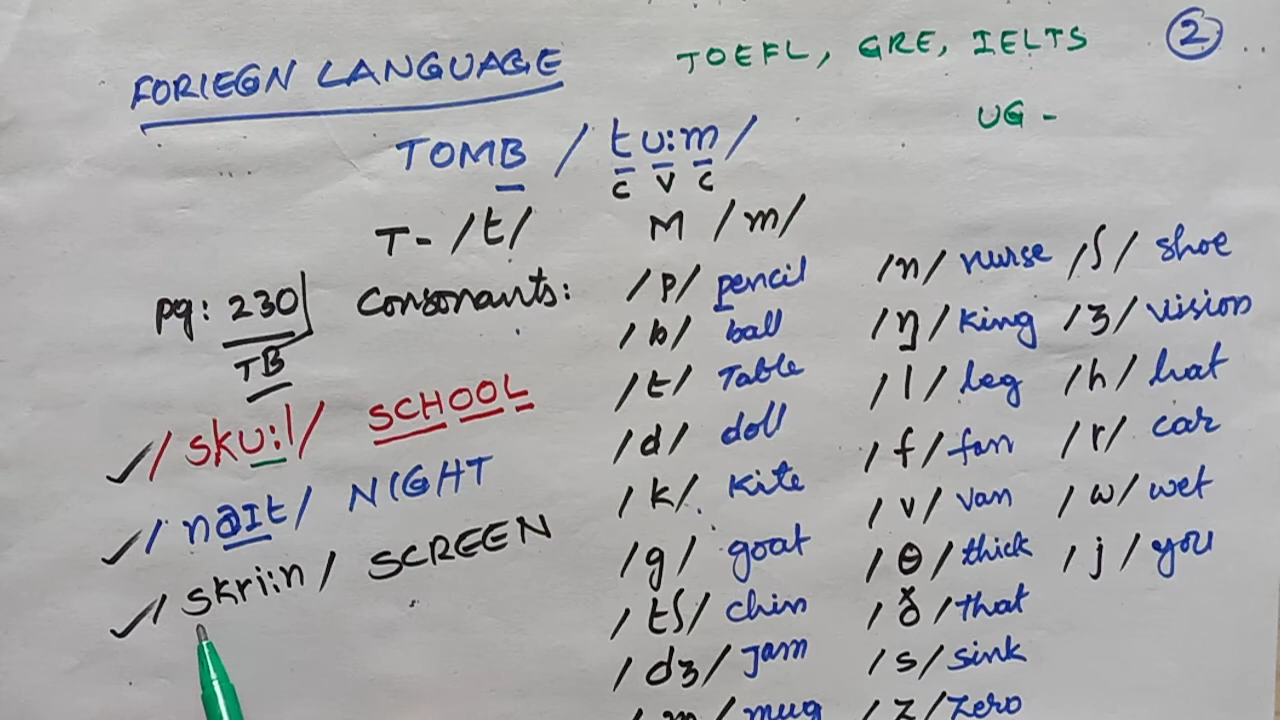 FORIEGN LANGUAGE
TOEFL, GRE, IELTS
2
UG -
TOMB / tu:m/
C V C
T- /t/ M /m/
pg: 230
TB
Consonants:
/sku:l/ SCHOOL
/naIt/ NIGHT
/skri:n/ SCREEN
/p/ pencil
/b/ ball
/t/ Table
/d/ doll
/k/ Kite
/g/ goat
/tʃ/ chin
/dʒ/ Jam
/m/ mug
/n/ nurse
/ŋ/ King
/l/ leg
/f/ fan
/v/ van
/θ/ thick
/ð/ that
/s/ sink
/z/ zero
/ʃ/ shoe
/ʒ/ vision
/h/ hat
/r/ car
/w/ wet
/j/ you